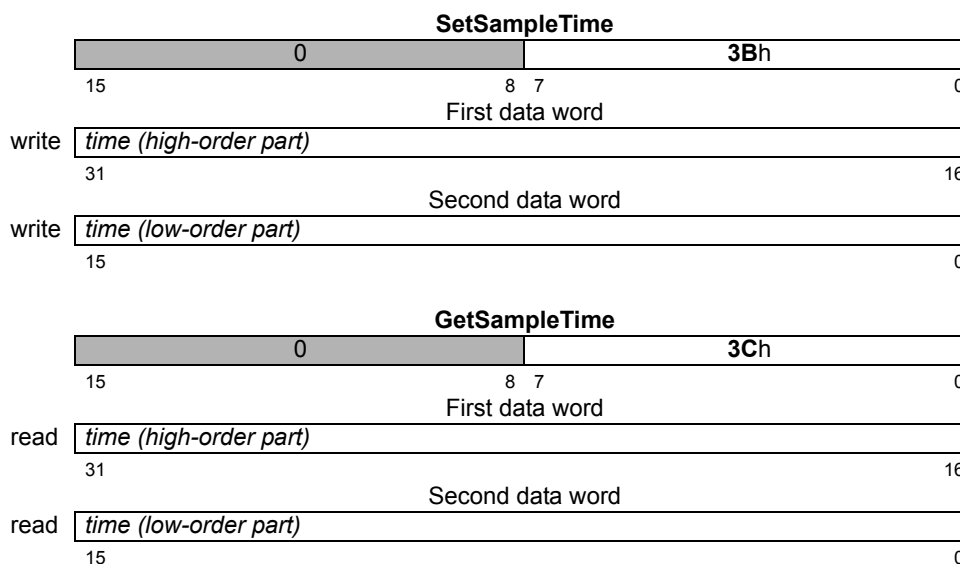 SetSampleTime
0 3Bh
15 8 7 0
First data word
write time (high-order part)
31 16
Second data word
write time (low-order part)
15 0
GetSampleTime
0 3Ch
15 8 7 0
First data word
read time (high-order part)
31 16
Second data word
read time (low-order part)
15 0